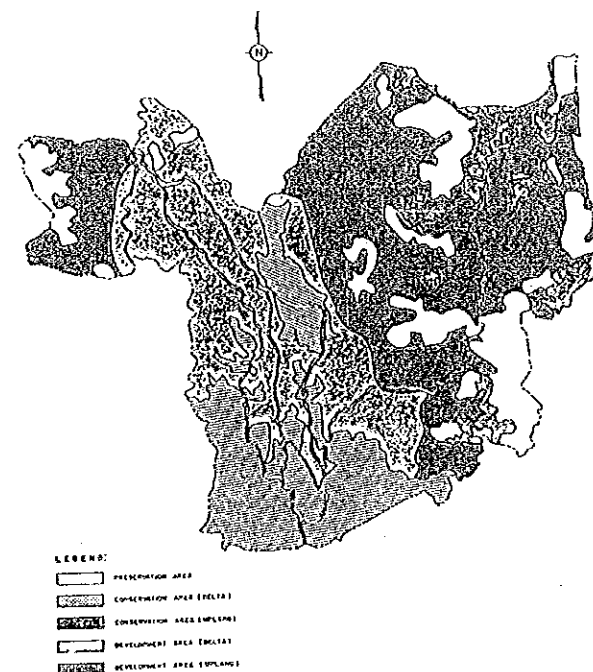 N
LEGEND:
PRESERVATION AREA
CONSERVATION AREA (DELTA)
CONSERVATION AREA (UPLAND)
DEVELOPMENT AREA (DELTA)
DEVELOPMENT AREA (UPLAND)